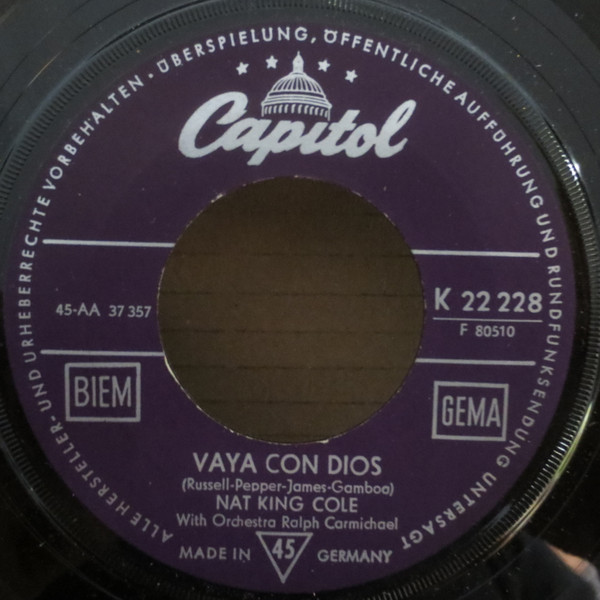 ALLE HERSTELLER- UND URHEBERRECHTE VORBEHALTEN · ÜBERSPIELUNG, ÖFFENTLICHE AUFFÜHRUNG UND RUNDFUNKSENDUNG UNTERSAGT
Capitol
45-AA 37 357
K 22 228
F 80510
BIEM
GEMA
VAYA CON DIOS
(Russell-Pepper-James-Gamboa)
NAT KING COLE
With Orchestra Ralph Carmichael
MADE IN 45 GERMANY